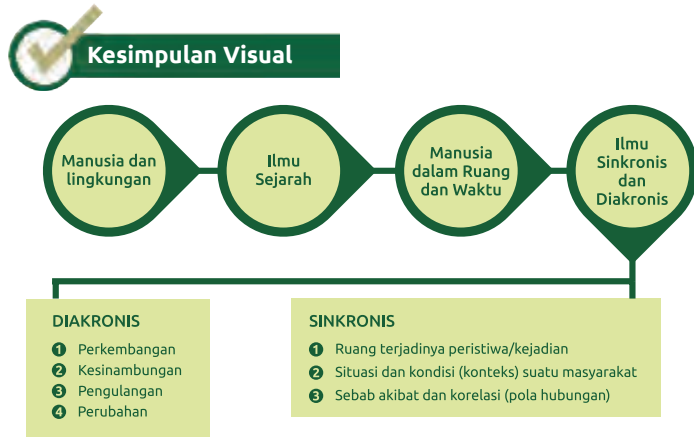 Kesimpulan Visual
Manusia dan
lingkungan
Ilmu
Sejarah
Manusia
dalam Ruang
dan Waktu
Ilmu
Sinkronis
dan
Diakronis
DIAKRONIS
1 Perkembangan
2 Kesinambungan
3 Pengulangan
4 Perubahan
SINKRONIS
1 Ruang terjadinya peristiwa/kejadian
2 Situasi dan kondisi (konteks) suatu masyarakat
3 Sebab akibat dan korelasi (pola hubungan)